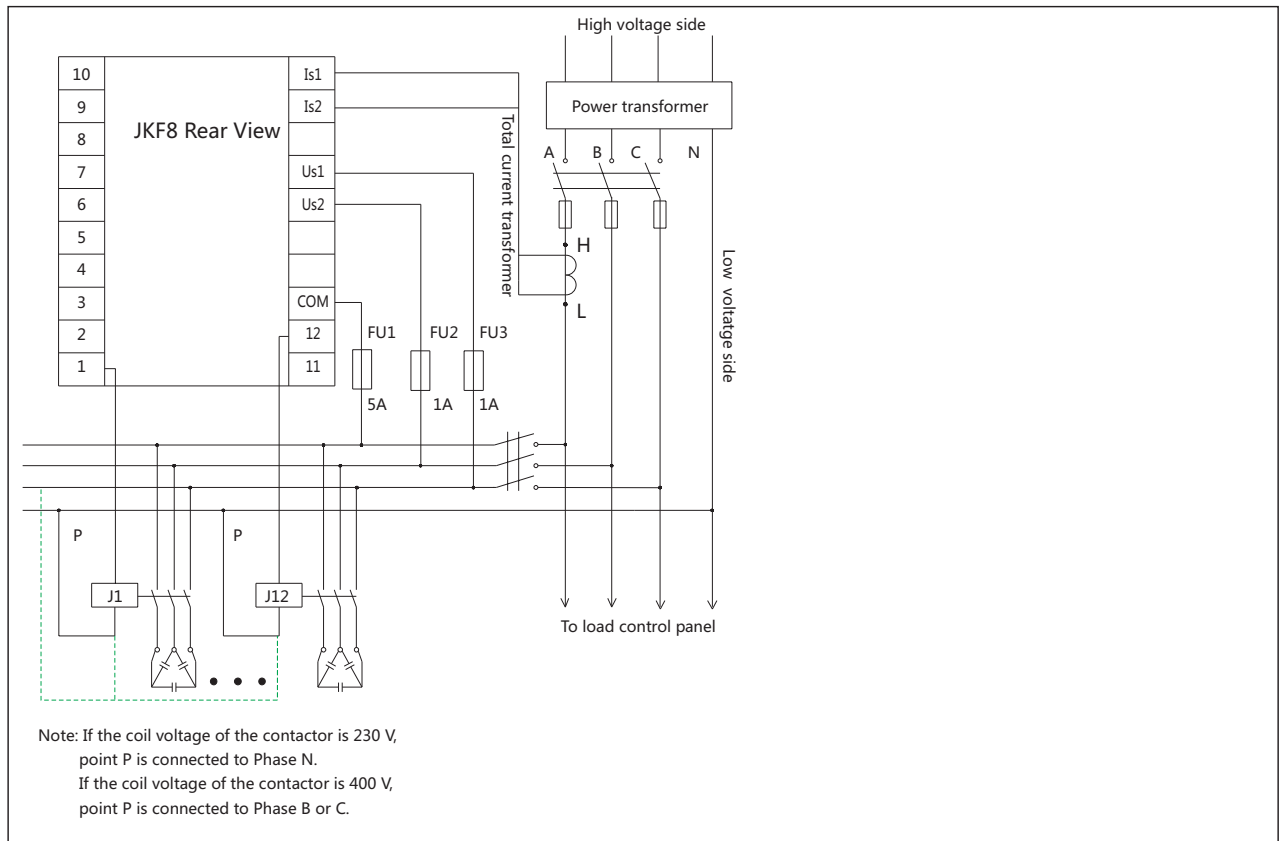 High voltage side
10
9
8
7
6
5
4
3
2
1
JKF8 Rear View
Is1
Is2
Us1
Us2
COM
12
11
Total current transformer
Power transformer
A B C N
H
L
Low voltatge side
FU1 FU2 FU3
5A 1A 1A
P P
J1 J12
To load control panel
Note: If the coil voltage of the contactor is 230 V,
point P is connected to Phase N.
If the coil voltage of the contactor is 400 V,
point P is connected to Phase B or C.